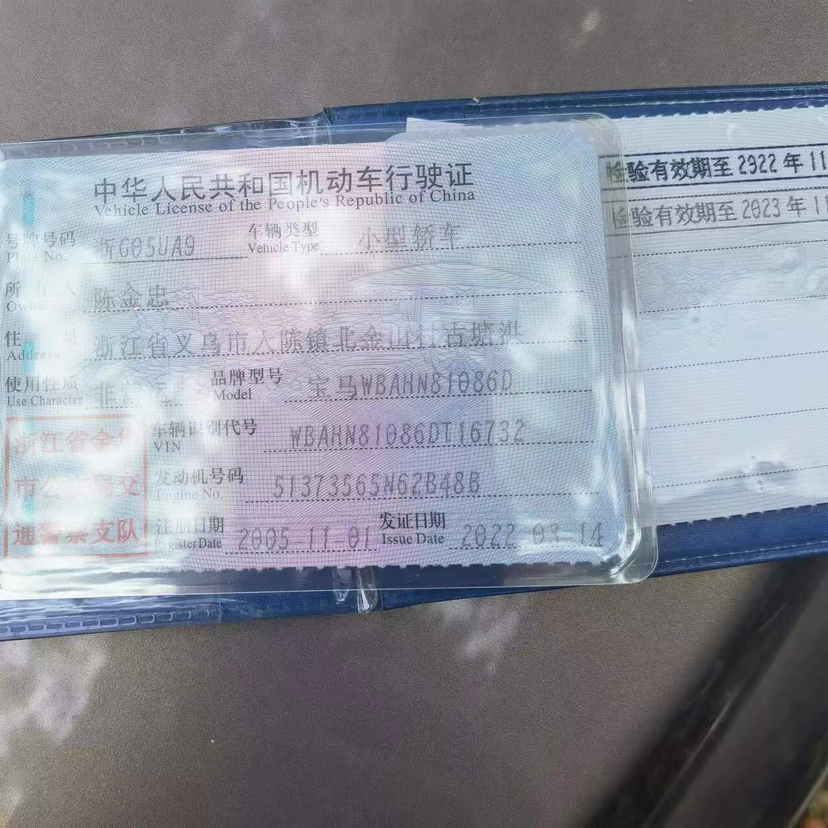 中华人民共和国机动车行驶证
Vehicle License of the People's Republic of China
号牌号码 浙G05UA9 车辆类型 小型轿车
Plate No. Vehicle Type
所 人 陈金忠
Owner
住 址 浙江省义乌市大陈镇北金山村古塘洪
Address
使用性质 非 品牌型号 宝马WBAHN81086D
Use Character Model
浙江省金华
市公安局交
通警察支队
车辆识别代号 WBAHN81086DT16732
VIN
发动机号码 51373565N62B48B
Engine No.
注册日期 2005-11-01 发证日期 2022 03 14
Register Date Issue Date
检验有效期至2022年11
检验有效期至2023年11